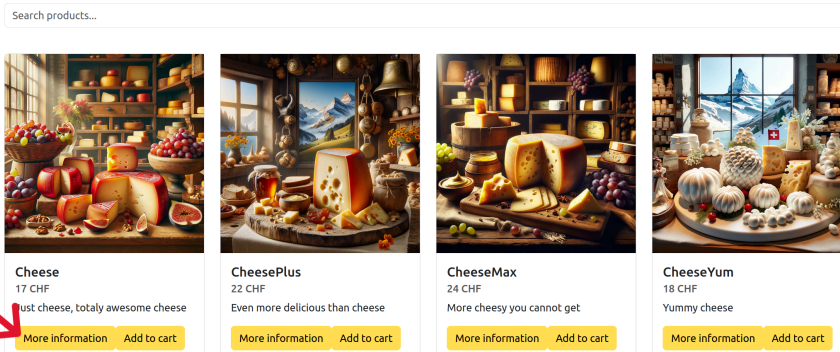 Search products...
Cheese
17 CHF
Just cheese, totaly awesome cheese
More information Add to cart
CheesePlus
22 CHF
Even more delicious than cheese
More information Add to cart
CheeseMax
24 CHF
More cheesy you cannot get
More information Add to cart
CheeseYum
18 CHF
Yummy cheese
More information Add to cart